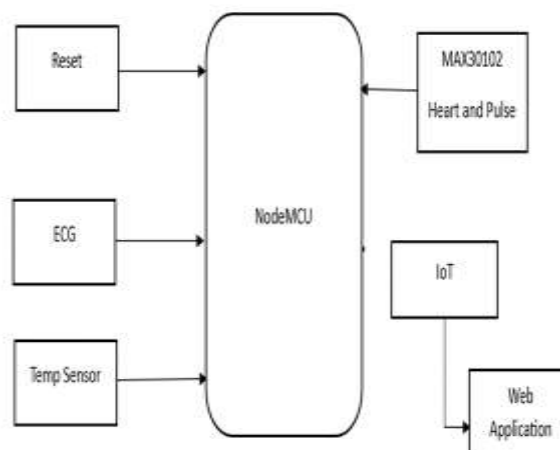 Reset
MAX30102
Heart and Pulse
ECG
NodeMCU
IoT
Temp Sensor
Web
Application